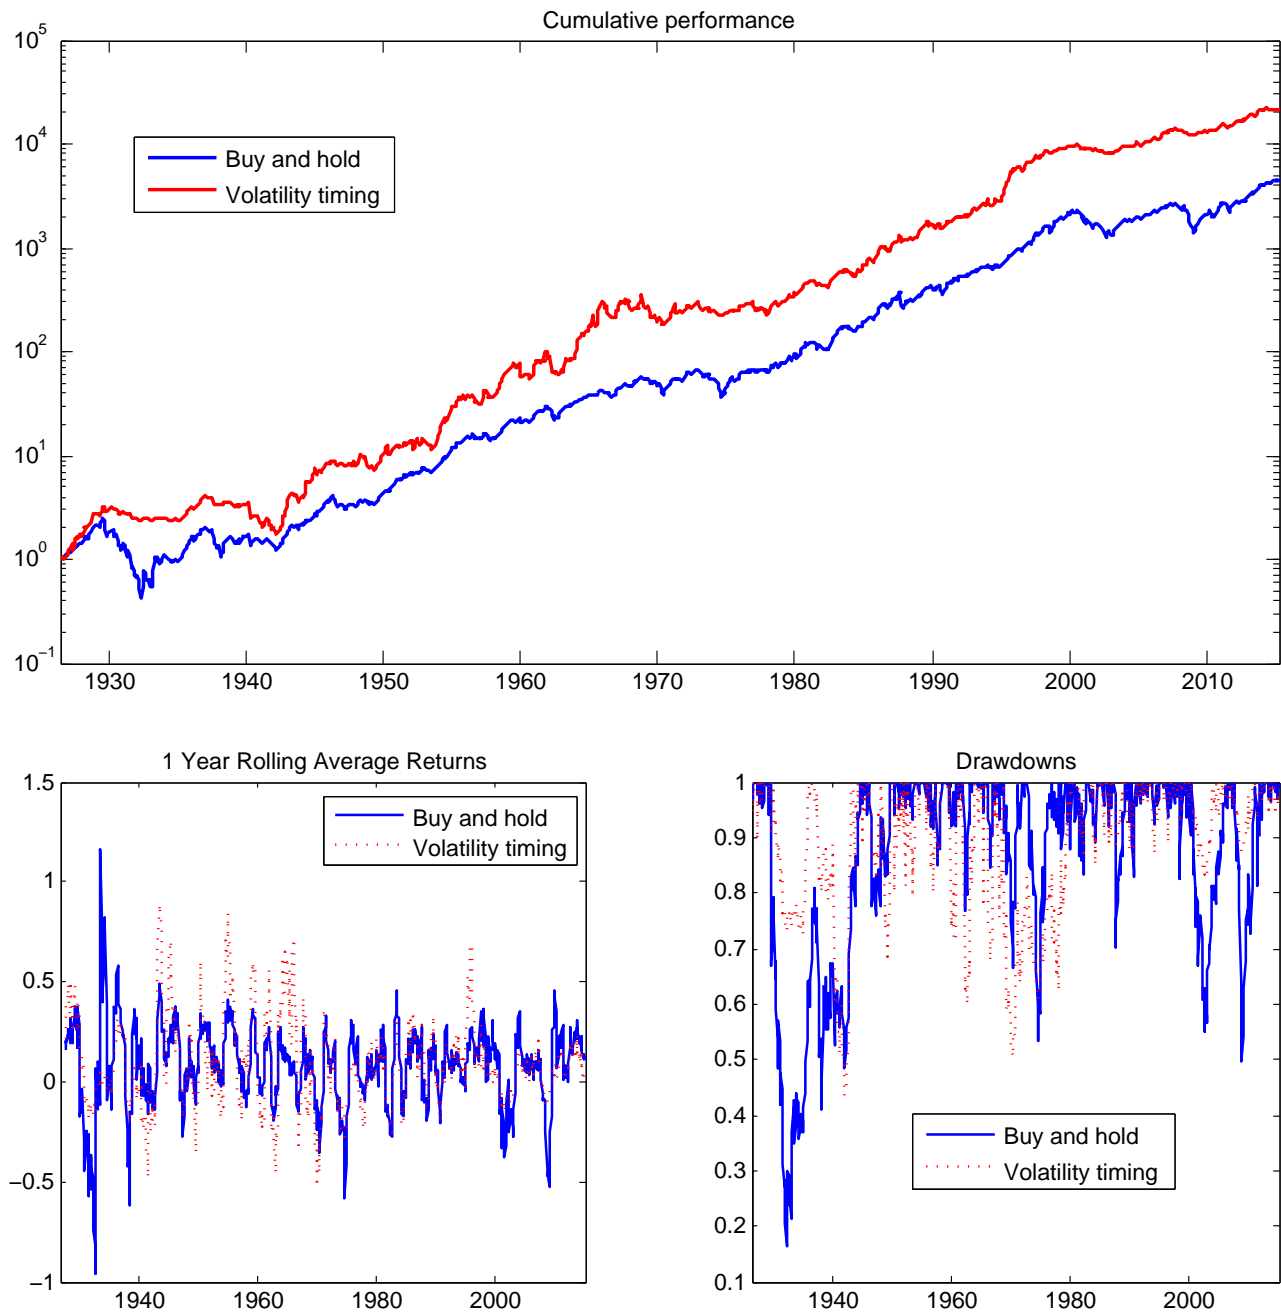 Cumulative performance
10^5
10^4
10^3
10^2
10^1
10^0
10^−1
Buy and hold
Volatility timing
1930 1940 1950 1960 1970 1980 1990 2000 2010
1 Year Rolling Average Returns
1.5
1
0.5
0
−0.5
−1
Buy and hold
Volatility timing
1940 1960 1980 2000
Drawdowns
1
0.9
0.8
0.7
0.6
0.5
0.4
0.3
0.2
0.1
Buy and hold
Volatility timing
1940 1960 1980 2000